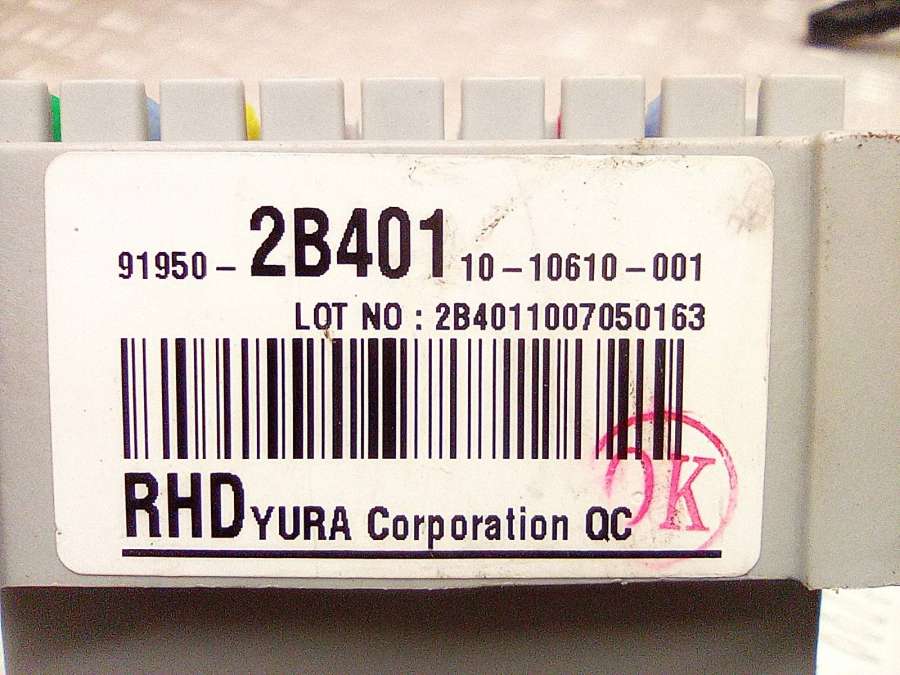 91950-2B401 10-10610-001
LOT NO : 2B4011007050163
RHD YURA Corporation QC
OK